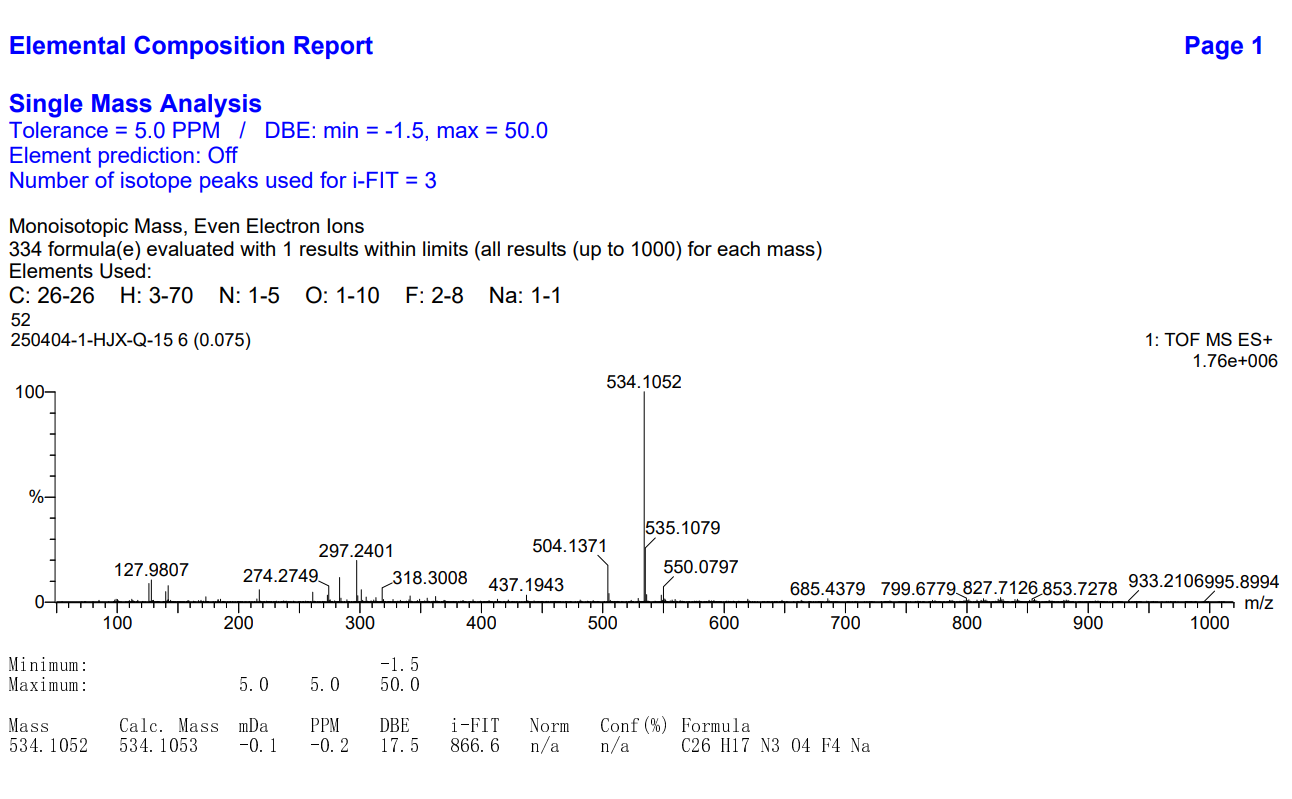 Elemental Composition Report Page 1
Single Mass Analysis
Tolerance = 5.0 PPM / DBE: min = -1.5, max = 50.0
Element prediction: Off
Number of isotope peaks used for i-FIT = 3
Monoisotopic Mass, Even Electron Ions
334 formula(e) evaluated with 1 results within limits (all results (up to 1000) for each mass)
Elements Used:
C: 26-26 H: 3-70 N: 1-5 O: 1-10 F: 2-8 Na: 1-1
52
250404-1-HJX-Q-15 6 (0.075) 1: TOF MS ES+
1.76e+006
534.1052
100
535.1079
%
504.1371
297.2401
550.0797
127.9807
274.2749 318.3008
437.1943
685.4379 799.6779 827.7126 853.7278 933.2106 995.8994
0
m/z
100 200 300 400 500 600 700 800 900 1000
Minimum: -1.5
Maximum: 5.0 5.0 50.0
Mass Calc. Mass mDa PPM DBE i-FIT Norm Conf(%) Formula
534.1052 534.1053 -0.1 -0.2 17.5 866.6 n/a n/a C26 H17 N3 O4 F4 Na